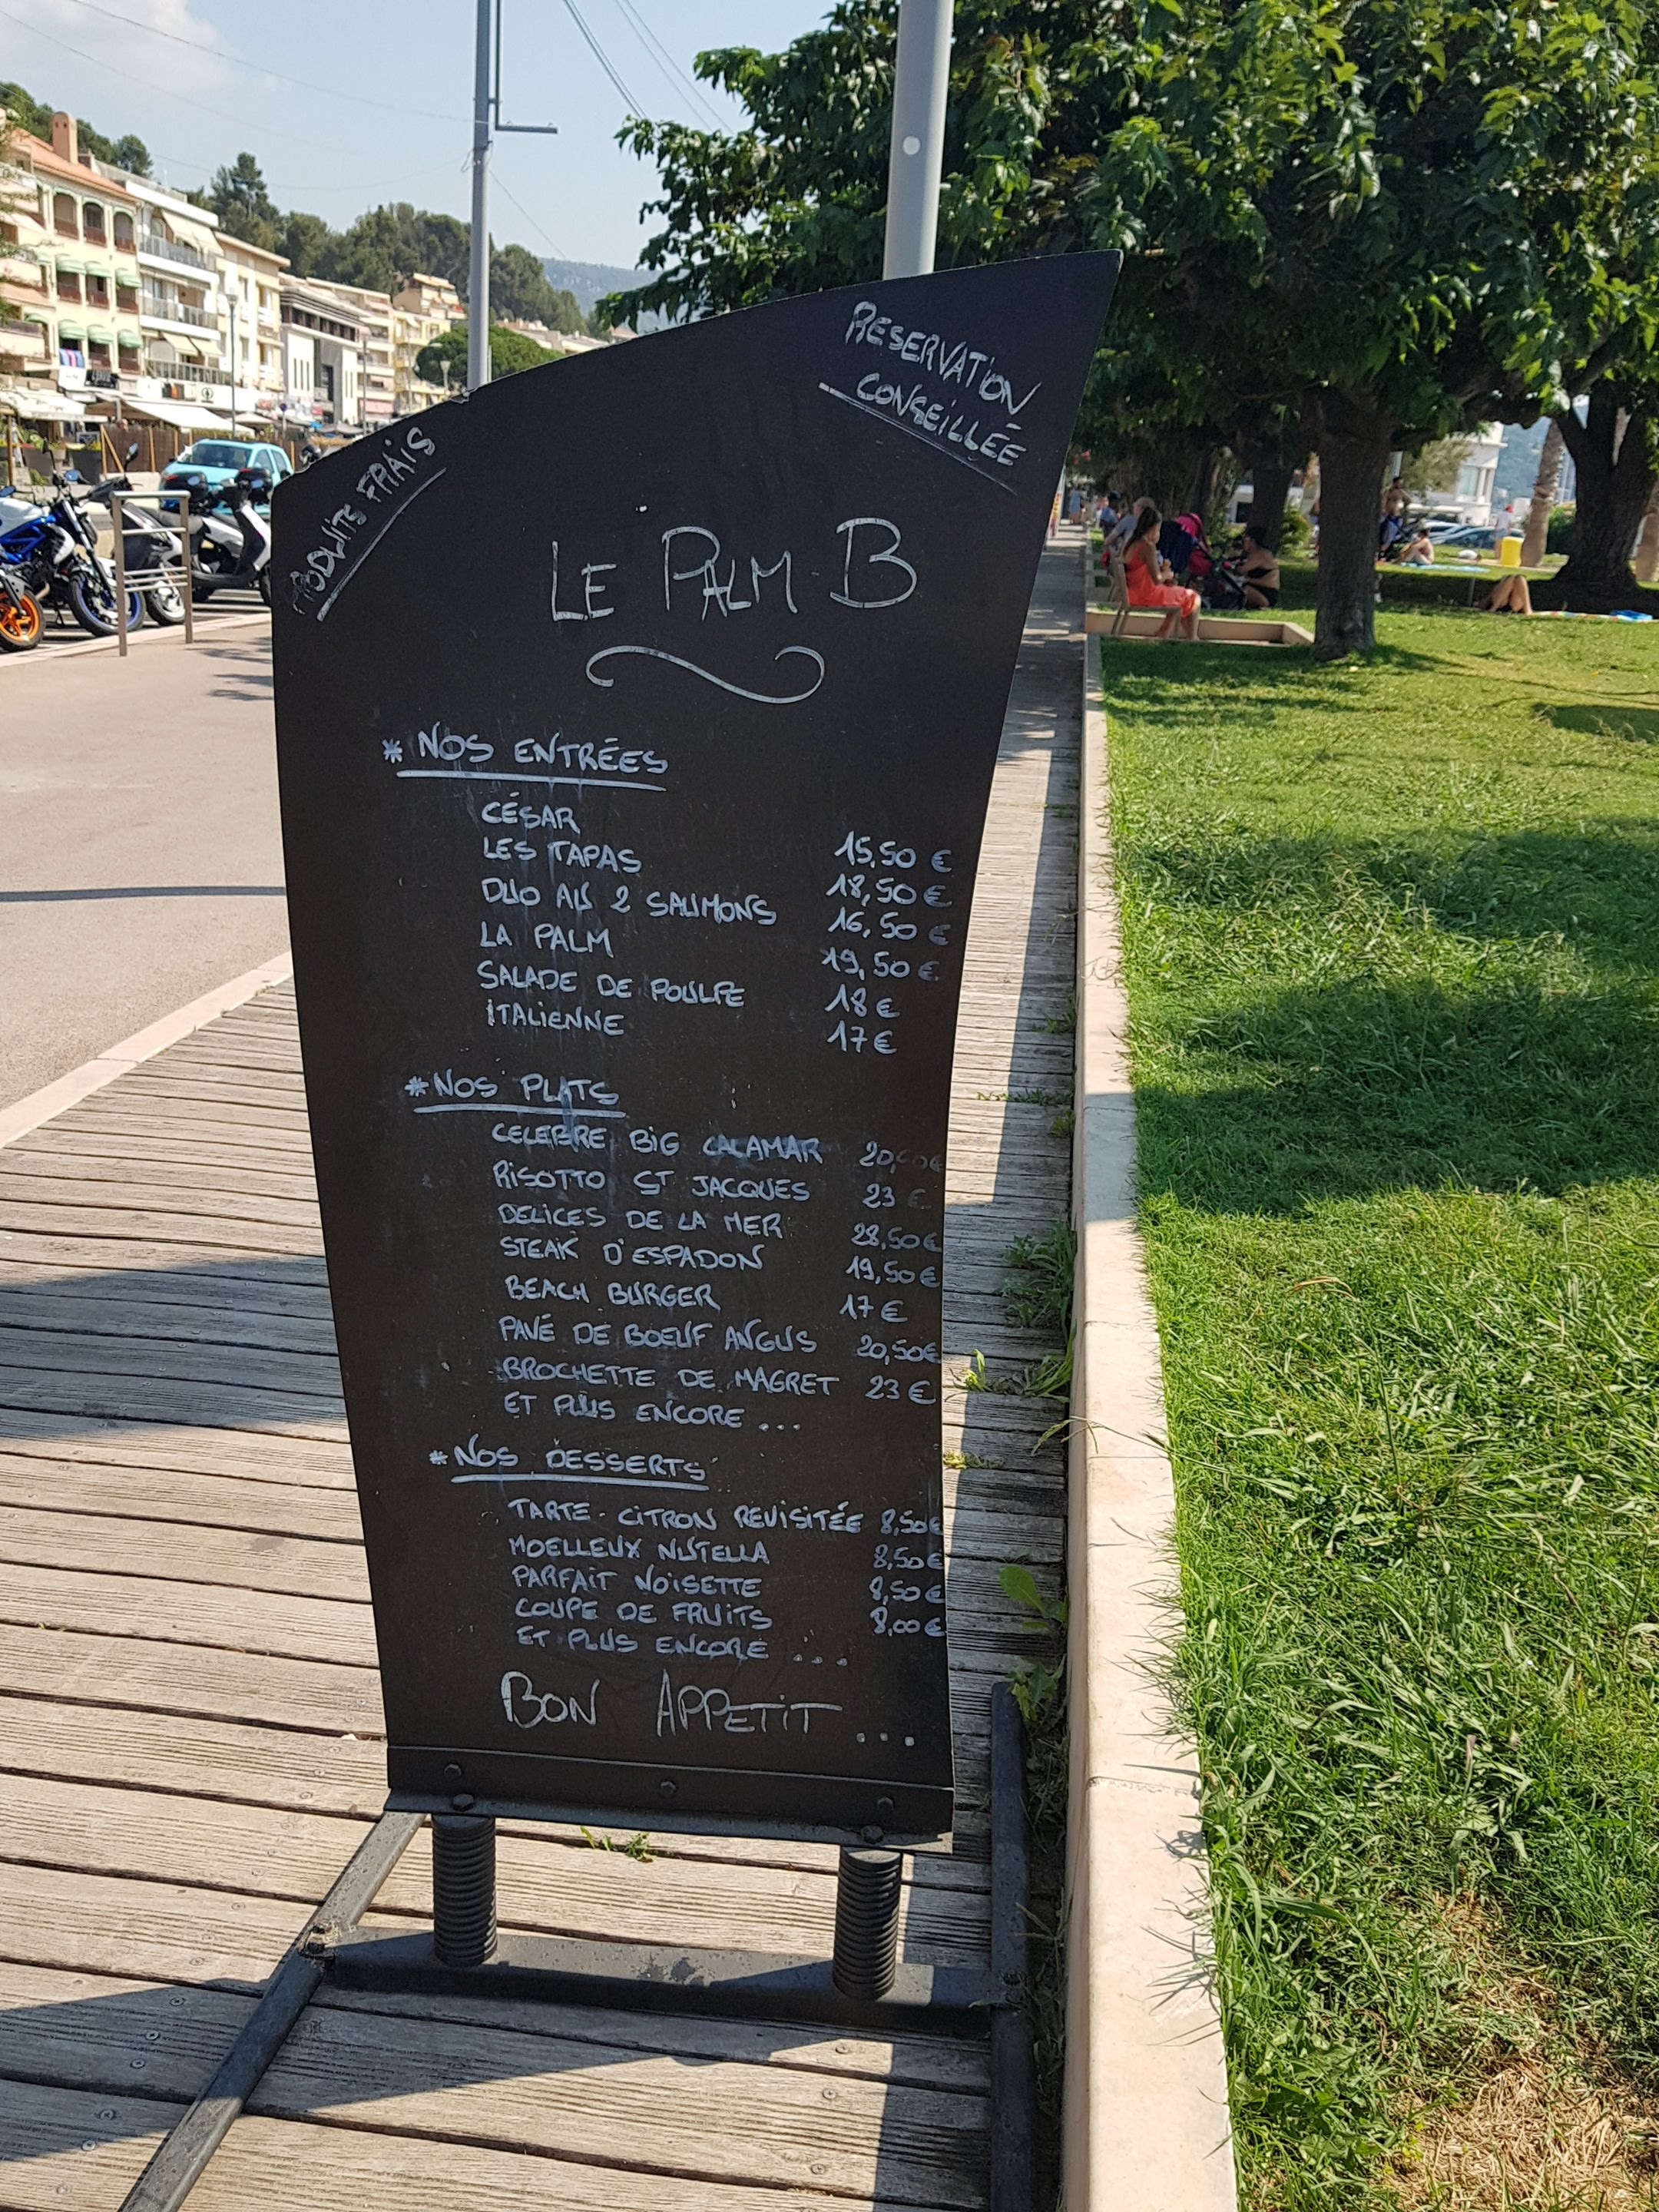 PRODUITS FRAIS
RESERVATION
CONSEILLÉE
LE PALM B
* NOS ENTRÉES
CÉSAR 15,50 €
LES TAPAS 18,50 €
DUO AUX 2 SAUMONS 16,50 €
LA PALM 19,50 €
SALADE DE POULPE 18 €
ITALIENNE 17 €
* NOS PLATS
CELEBRE BIG CALAMAR
RISOTTO ST JACQUES 23 €
DELICES DE LA MER 28,50 €
STEAK D'ESPADON 19,50 €
BEACH BURGER 17 €
PAVÉ DE BOEUF ANGUS 20,50 €
BROCHETTE DE MAGRET 23 €
ET PLUS ENCORE ...
* NOS DESSERTS
TARTE CITRON REVISITÉE 8,50 €
MOELLEUX NUTELLA 8,50 €
PARFAIT NOISETTE 8,50 €
COUPE DE FRUITS 8,00 €
ET PLUS ENCORE ...
BON APPETIT ...